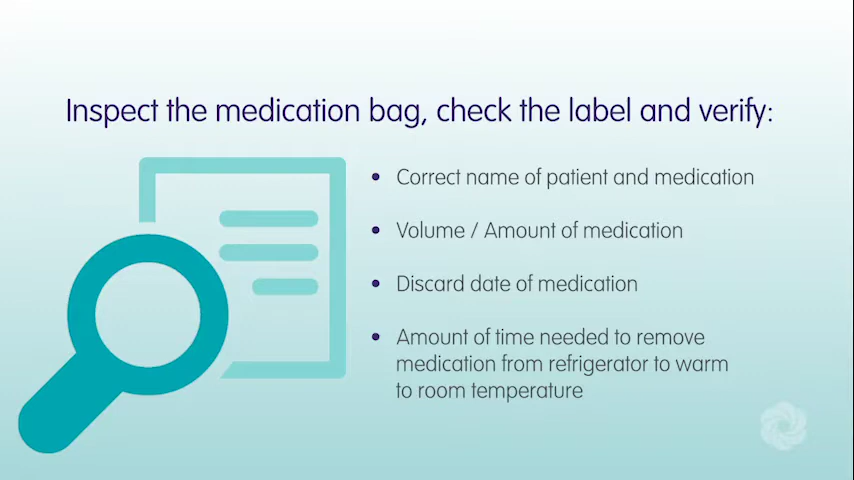 Inspect the medication bag, check the label and verify:
• Correct name of patient and medication
• Volume / Amount of medication
• Discard date of medication
• Amount of time needed to remove
medication from refrigerator to warm
to room temperature